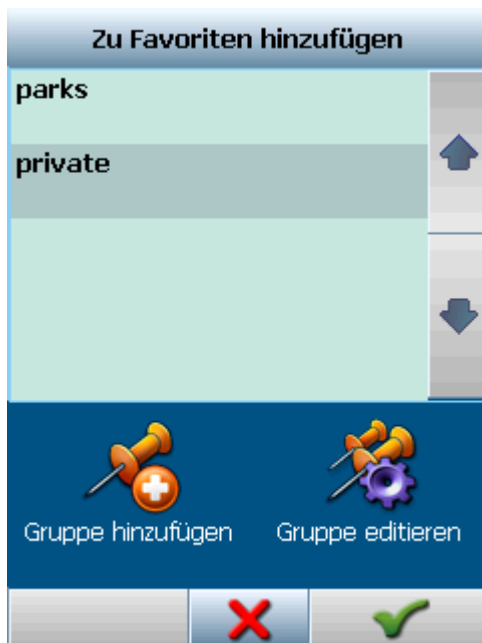 Zu Favoriten hinzufügen
parks
private
Gruppe hinzufügen
Gruppe editieren